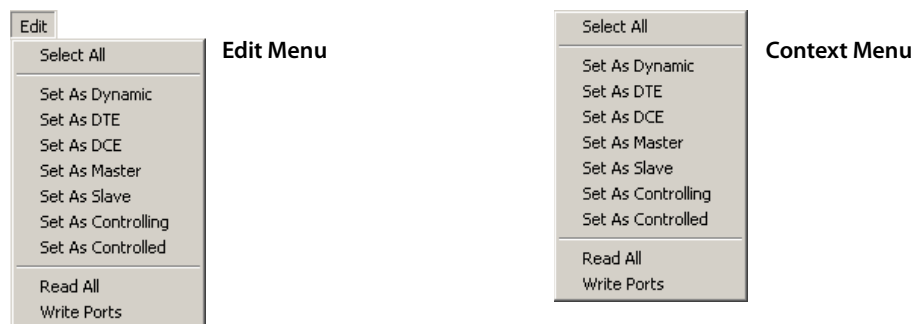 Edit
Select All
Set As Dynamic
Set As DTE
Set As DCE
Set As Master
Set As Slave
Set As Controlling
Set As Controlled
Read All
Write Ports
Edit Menu
Select All
Set As Dynamic
Set As DTE
Set As DCE
Set As Master
Set As Slave
Set As Controlling
Set As Controlled
Read All
Write Ports
Context Menu